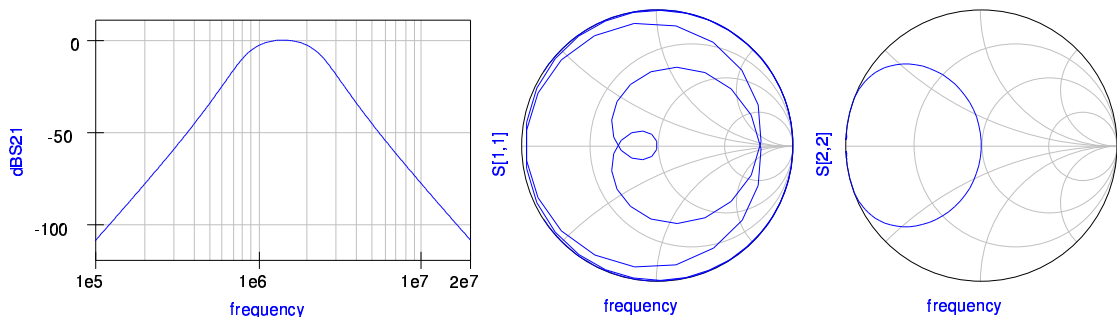 dBS21
0
-50
-100
1e5
1e6
1e7
2e7
frequency
S[1,1]
frequency
S[2,2]
frequency